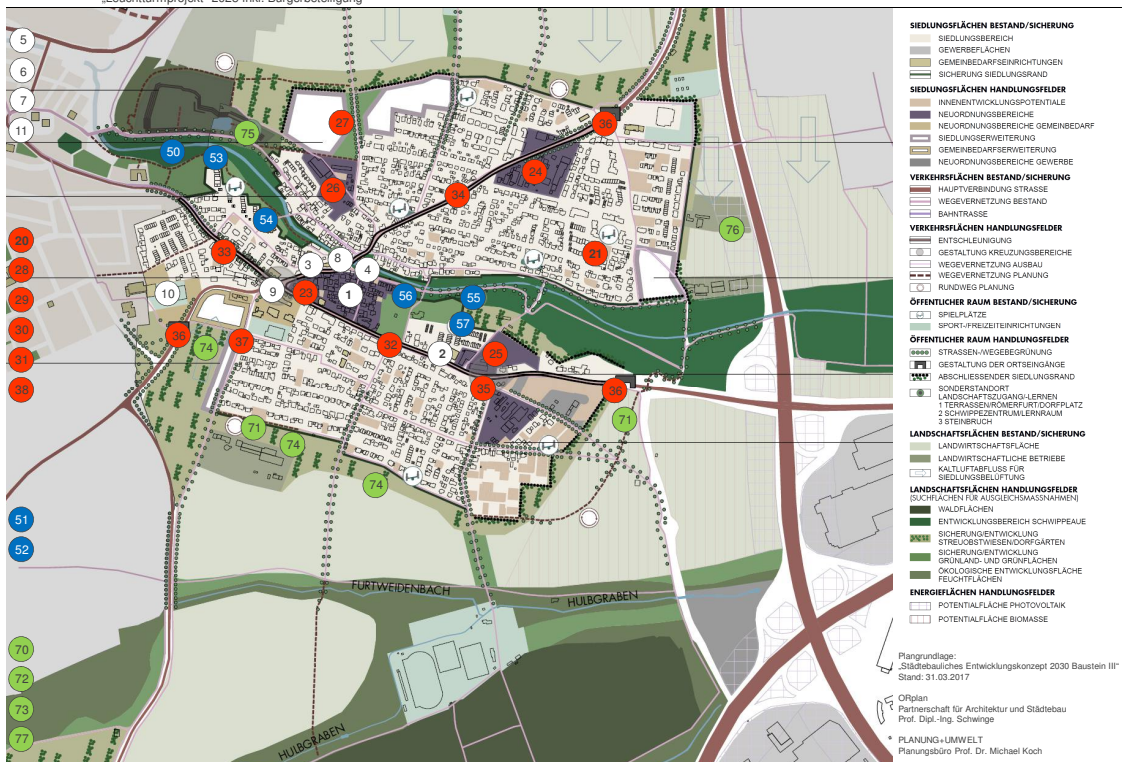 „Leuchtturmprojekt“ 2023 inkl. Bürgerbeteiligung
5
6
7
11
20
28
29
30
31
38
51
52
70
72
73
77
27
75
50
53
26
54
33
36
24
34
76
21
3
8
4
9
23
1
10
56
55
57
36
74
37
32
2
25
35
36
71
71
74
74
FURTWEIDENBACH
HULBGRABEN
HULBGRABEN
SIEDLUNGSFLÄCHEN BESTAND/SICHERUNG
SIEDLUNGSBEREICH
GEWERBEFLÄCHEN
GEMEINBEDARFSEINRICHTUNGEN
SICHERUNG SIEDLUNGSRAND
SIEDLUNGSFLÄCHEN HANDLUNGSFELDER
INNENENTWICKLUNGSPOTENTIALE
NEUORDNUNGSBEREICHE
NEUORDNUNGSBEREICHE GEMEINBEDARF
SIEDLUNGSERWEITERUNG
GEMEINBEDARFSERWEITERUNG
NEUORDNUNGSBEREICHE GEWERBE
VERKEHRSFLÄCHEN BESTAND/SICHERUNG
HAUPTVERBINDUNG STRASSE
WEGEVERNETZUNG BESTAND
BAHNTRASSE
VERKEHRSFLÄCHEN HANDLUNGSFELDER
ENTSCHLEUNIGUNG
GESTALTUNG KREUZUNGSBEREICHE
WEGEVERNETZUNG AUSBAU
WEGEVERNETZUNG PLANUNG
RUNDWEG PLANUNG
ÖFFENTLICHER RAUM BESTAND/SICHERUNG
SPIELPLÄTZE
SPORT-/FREIZEITEINRICHTUNGEN
ÖFFENTLICHER RAUM HANDLUNGSFELDER
STRASSEN-/WEGEBEGRÜNUNG
GESTALTUNG DER ORTSEINGÄNGE
ABSCHLIESSENDER SIEDLUNGSRAND
SONDERSTANDORT
LANDSCHAFTSZUGANG/-LERNEN
1 TERRASSEN/RÖMERFURT/DORFPLATZ
2 SCHWIPPEZENTRUM/LERNRAUM
3 STEINBRUCH
LANDSCHAFTSFLÄCHEN BESTAND/SICHERUNG
LANDWIRTSCHAFTSFLÄCHE
LANDWIRTSCHAFTLICHE BETRIEBE
KALTLUFTABFLUSS FÜR
SIEDLUNGSBELÜFTUNG
LANDSCHAFTSFLÄCHEN HANDLUNGSFELDER
(SUCHFLÄCHEN FÜR AUSGLEICHSMASSNAHMEN)
WALDFLÄCHEN
ENTWICKLUNGSBEREICH SCHWIPPEAUE
SICHERUNG/ENTWICKLUNG
STREUOBSTWIESEN/DORFGÄRTEN
SICHERUNG/ENTWICKLUNG
GRÜNLAND- UND GRÜNFLÄCHEN
ÖKOLOGISCHE ENTWICKLUNGSFLÄCHE
FEUCHTFLÄCHEN
ENERGIEFLÄCHEN HANDLUNGSFELDER
POTENTIALFLÄCHE PHOTOVOLTAIK
POTENTIALFLÄCHE BIOMASSE
Plangrundlage:
„Städtebauliches Entwicklungskonzept 2030 Baustein III“
Stand: 31.03.2017
ORplan
Partnerschaft für Architektur und Städtebau
Prof. Dipl.-Ing. Schwinge
PLANUNG+UMWELT
Planungsbüro Prof. Dr. Michael Koch